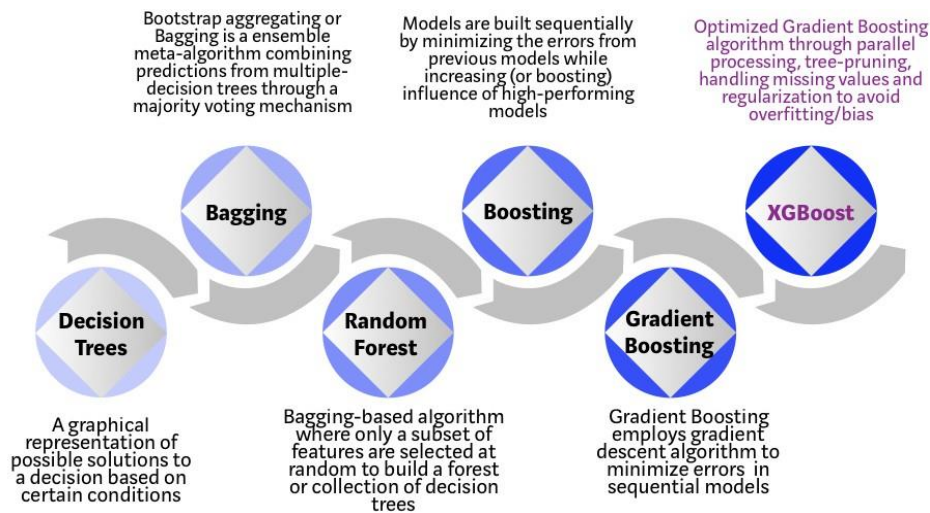 Bootstrap aggregating or
Bagging is a ensemble
meta-algorithm combining
predictions from multiple-
decision trees through a
majority voting mechanism
Models are built sequentially
by minimizing the errors from
previous models while
increasing (or boosting)
influence of high-performing
models
Optimized Gradient Boosting
algorithm through parallel
processing, tree-pruning,
handling missing values and
regularization to avoid
overfitting/bias
Bagging
Boosting
XGBoost
Decision
Trees
Random
Forest
Gradient
Boosting
A graphical
representation of
possible solutions to
a decision based on
certain conditions
Bagging-based algorithm
where only a subset of
features are selected at
random to build a forest
or collection of decision
trees
Gradient Boosting
employs gradient
descent algorithm to
minimize errors in
sequential models